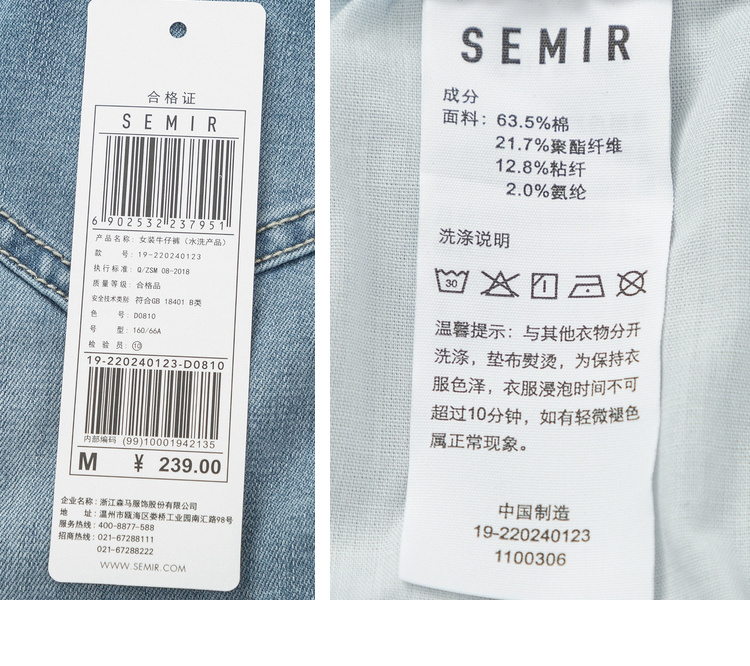 合格证
SEMIR
6 902532 237951
产品名称: 女装牛仔裤（水洗产品）
款 号: 19-220240123
执行标准: Q/ZSM 08-2018
质量等级: 合格品
安全技术类别 符合GB 18401 B类
色 号: D0810
号 型: 160/66A
检 验 员: ⑩
19-220240123-D0810
内部编码 (99)10001942135
M ¥ 239.00
企业名称: 浙江森马服饰股份有限公司
地 址: 温州市瓯海区娄桥工业园南汇路98号
服务热线: 400-8877-588
招商热线: 021-67288111
021-67288222
WWW.SEMIR.COM
SEMIR
成分
面料: 63.5%棉
21.7%聚酯纤维
12.8%粘纤
2.0%氨纶
洗涤说明
30
温馨提示: 与其他衣物分开
洗涤，垫布熨烫，为保持衣
服色泽，衣服浸泡时间不可
超过10分钟，如有轻微褪色
属正常现象。
中国制造
19-220240123
1100306